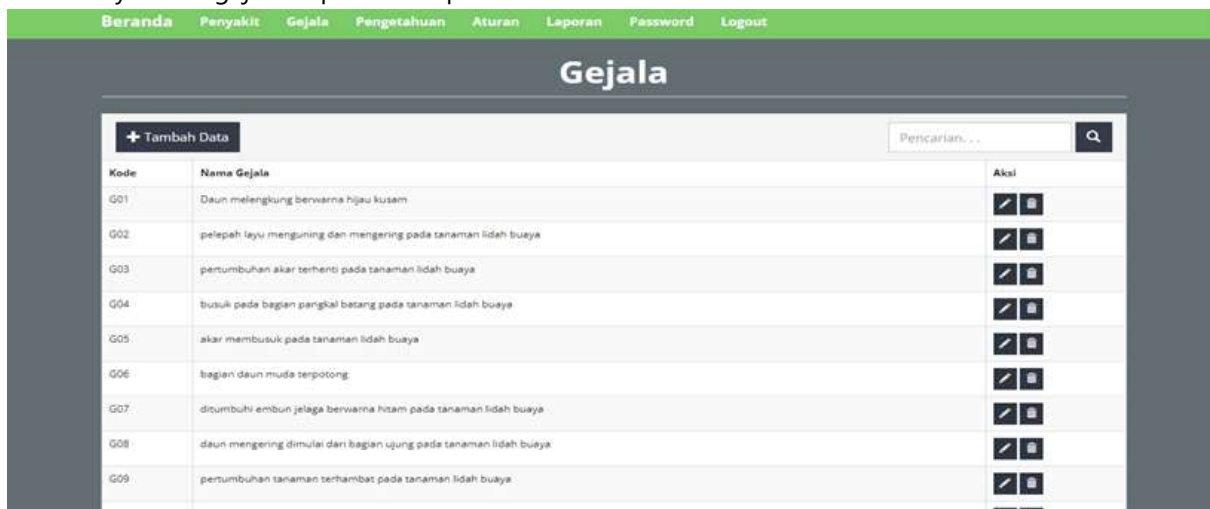 Beranda Penyakit Gejala Pengetahuan Aturan Laporan Password Logout
Gejala
Tambah Data Pencarian. . .
Kode Nama Gejala Aksi
G01 Daun melengkung berwarna hijau kusam
G02 pelepah layu menguning dan mengering pada tanaman lidah buaya
G03 pertumbuhan akar terhenti pada tanaman lidah buaya
G04 busuk pada bagian pangkal batang pada tanaman lidah buaya
G05 akar membusuk pada tanaman lidah buaya
G06 bagian daun muda terpotong
G07 ditumbuhi embun jelaga berwarna hitam pada tanaman lidah buaya
G08 daun mengering dimulai dari bagian ujung pada tanaman lidah buaya
G09 pertumbuhan tanaman terhambat pada tanaman lidah buaya